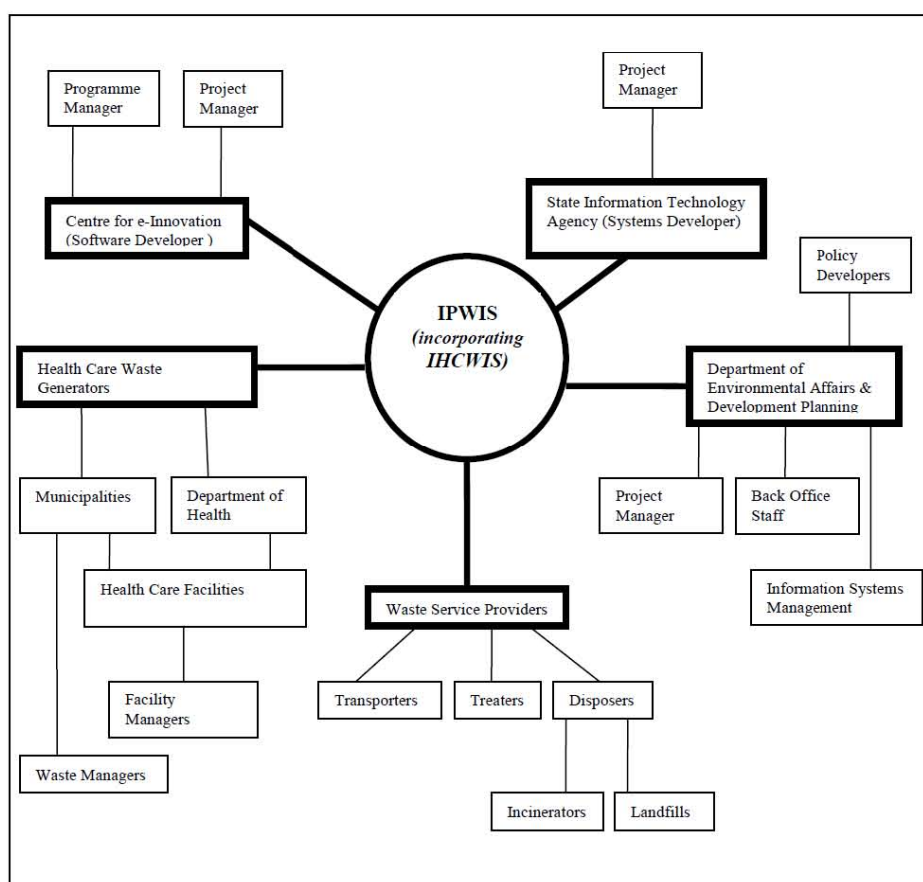 Programme
Manager
Project
Manager
Project
Manager
Centre for e-Innovation
(Software Developer )
State Information Technology
Agency (Systems Developer)
Policy
Developers
IPWIS
(incorporating
IHCWIS)
Health Care Waste
Generators
Department of
Environmental Affairs &
Development Planning
Municipalities
Department of
Health
Project
Manager
Back Office
Staff
Health Care Facilities
Information Systems
Management
Waste Service Providers
Facility
Managers
Transporters
Treaters
Disposers
Waste Managers
Incinerators
Landfills